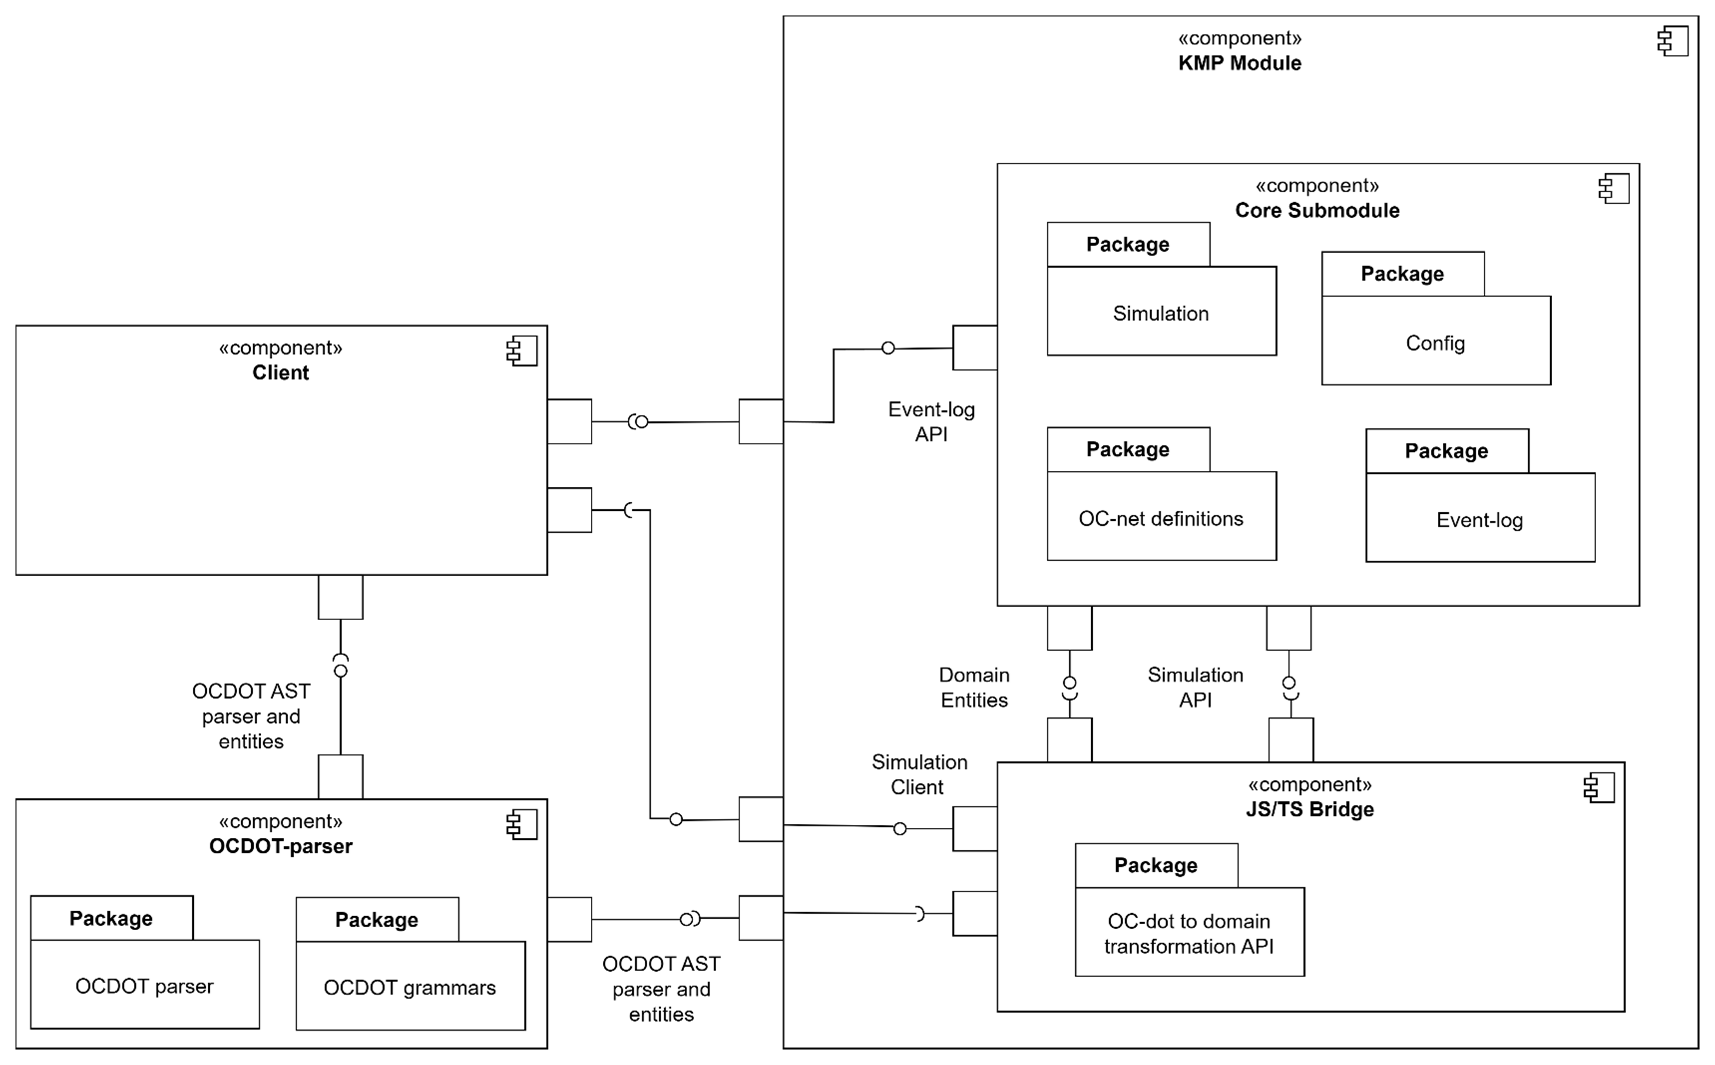 «component»
KMP Module
«component»
Core Submodule
Package
Simulation
Package
Config
Package
OC-net definitions
Package
Event-log
«component»
Client
Event-log
API
OCDOT AST
parser and
entities
Domain
Entities
Simulation
API
Simulation
Client
«component»
JS/TS Bridge
Package
OC-dot to domain
transformation API
«component»
OCDOT-parser
Package
OCDOT parser
Package
OCDOT grammars
OCDOT AST
parser and
entities